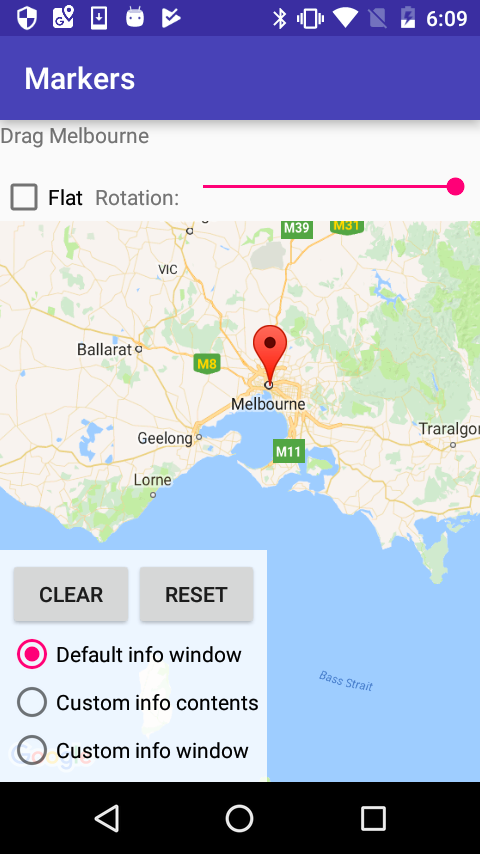 6:09
Markers
Drag Melbourne
Flat Rotation:
M39 M31
VIC
Ballarat
M8
Melbourne
Traralgon
Geelong
M11
Lorne
CLEAR RESET
Default info window
Bass Strait
Custom info contents
Custom info window
Google